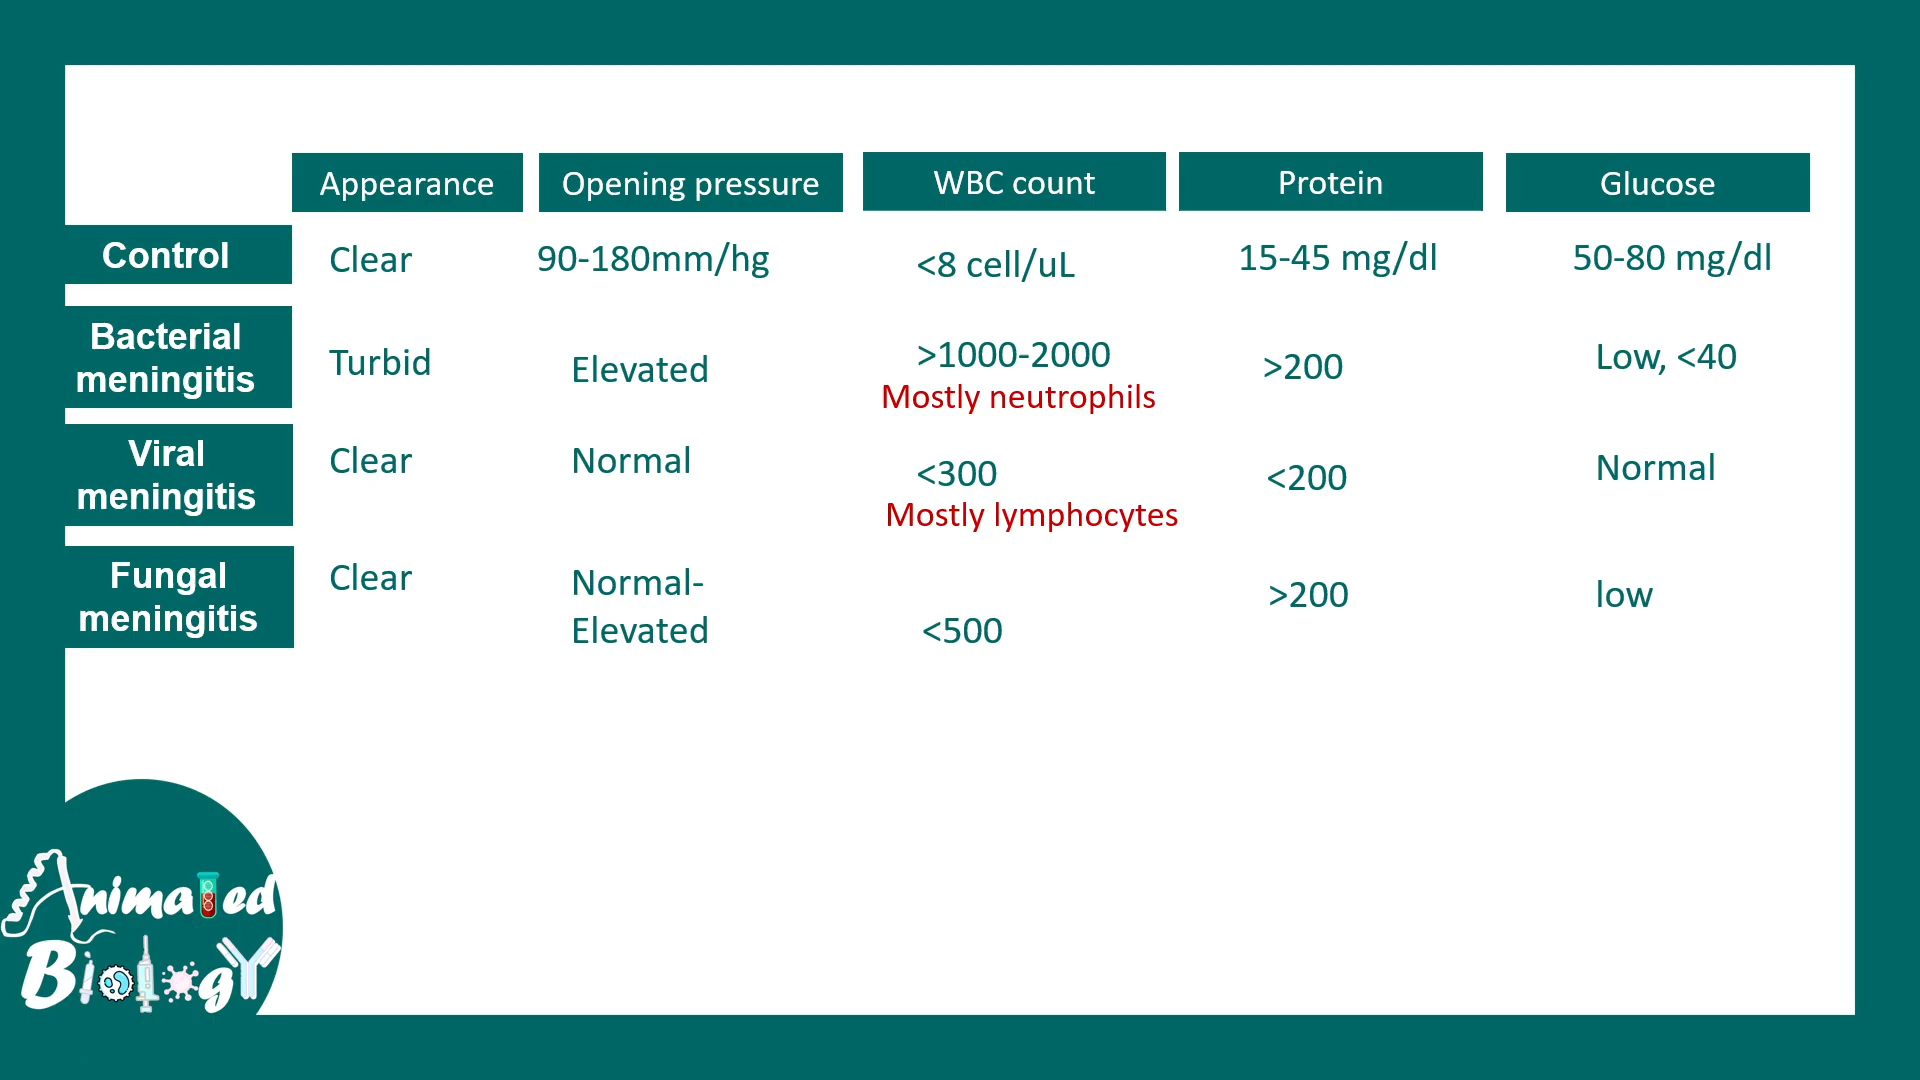 Appearance Opening pressure WBC count Protein Glucose
Control Clear 90-180mm/hg <8 cell/uL 15-45 mg/dl 50-80 mg/dl
Bacterial
meningitis
Turbid Elevated >1000-2000 >200 Low, <40
Mostly neutrophils
Viral
meningitis
Clear Normal <300 <200 Normal
Mostly lymphocytes
Fungal
meningitis
Clear Normal-
Elevated <500 >200 low
Animated
Biology